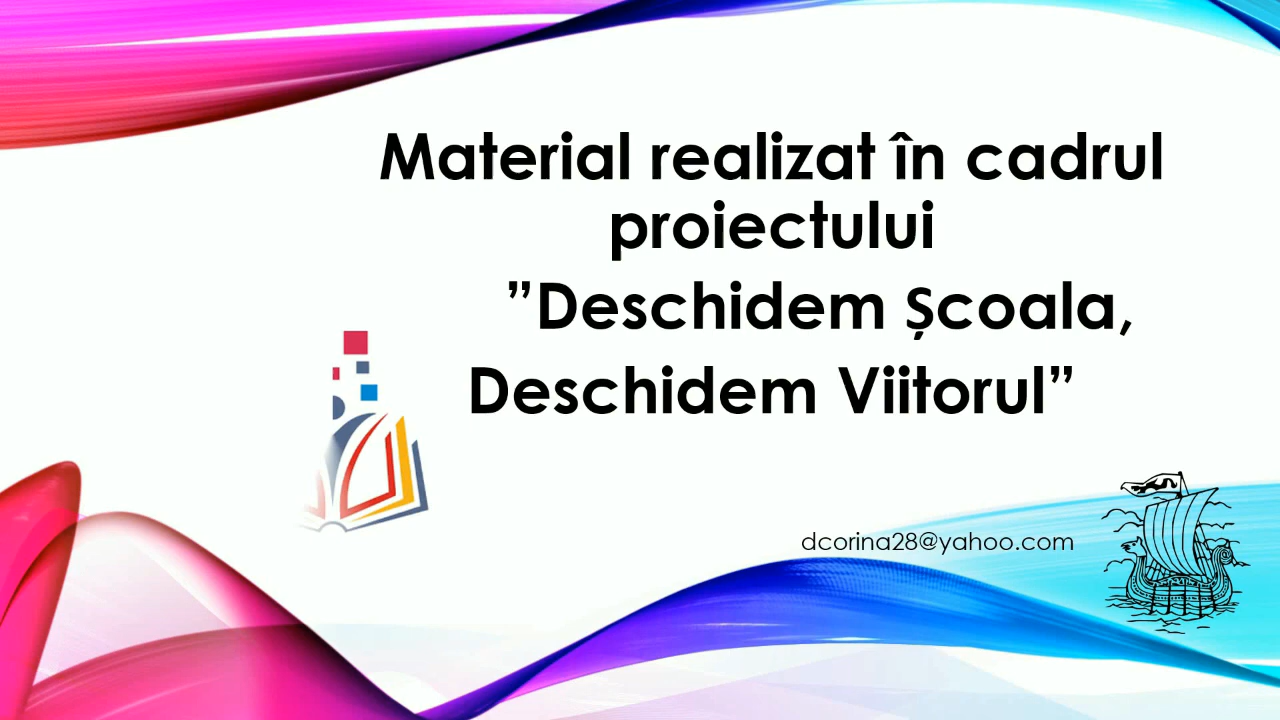 Material realizat în cadrul
proiectului
”Deschidem Școala,
Deschidem Viitorul”
dcorina28@yahoo.com